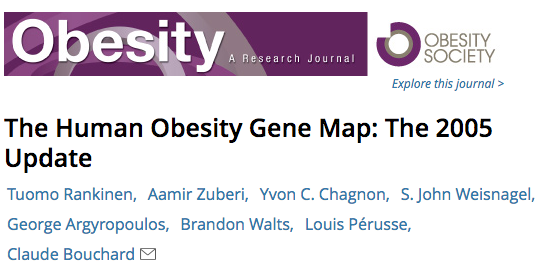 Obesity
A Research Journal
OBESITY
SOCIETY
Explore this journal >
The Human Obesity Gene Map: The 2005
Update
Tuomo Rankinen, Aamir Zuberi, Yvon C. Chagnon, S. John Weisnagel,
George Argyropoulos, Brandon Walts, Louis Pérusse,
Claude Bouchard